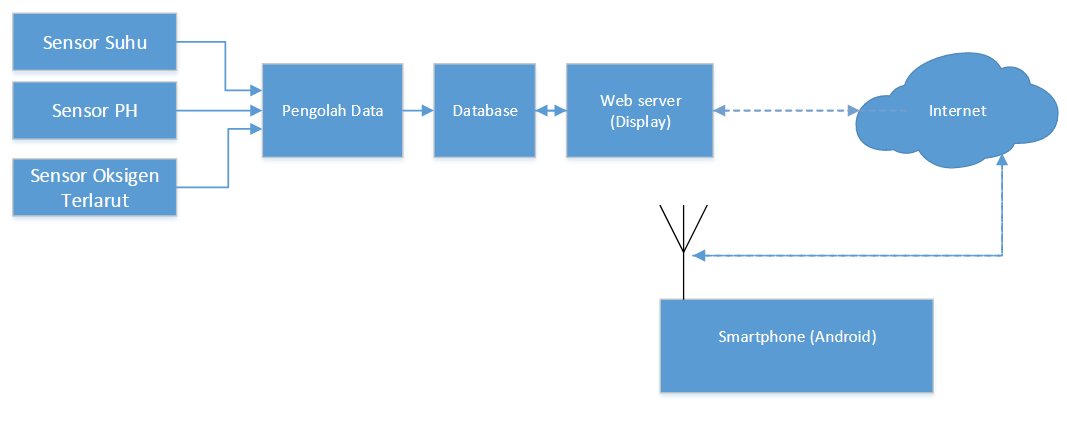 Sensor Suhu
Sensor PH
Sensor Oksigen
Terlarut
Pengolah Data
Database
Web server
(Display)
Internet
Smartphone (Android)